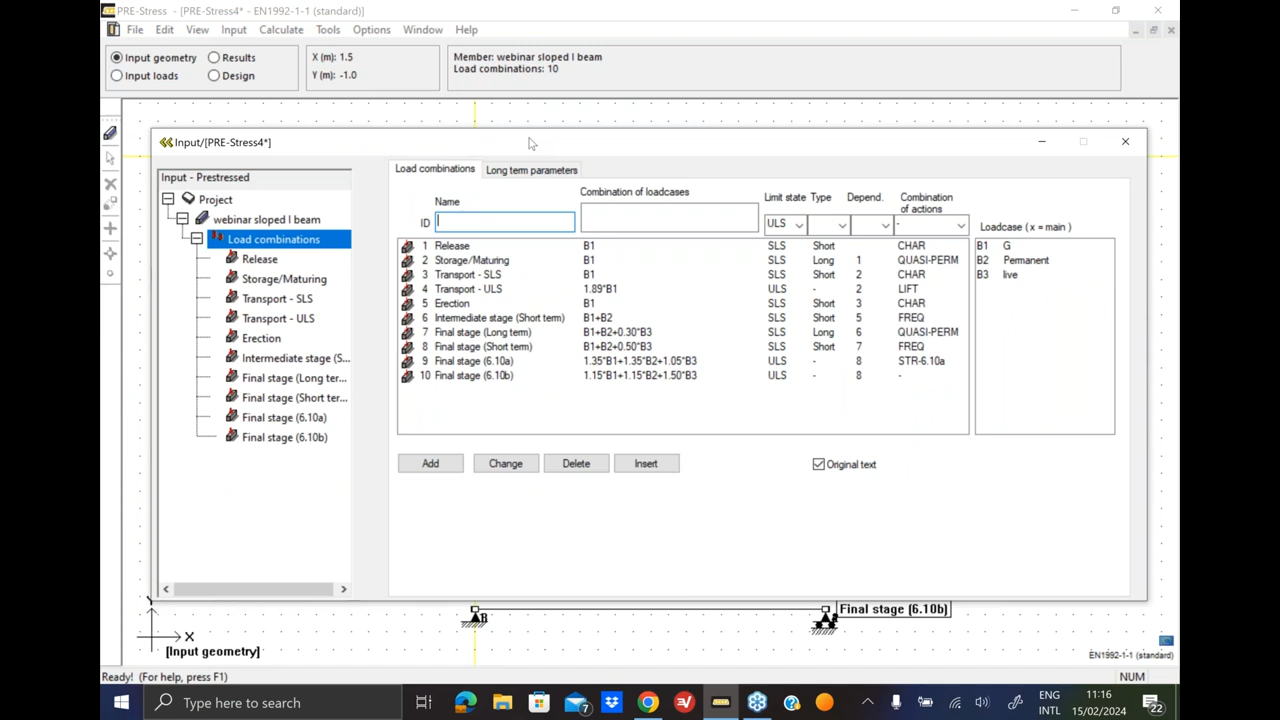 PRE-Stress - [PRE-Stress4* - EN1992-1-1 (standard)]
File Edit View Input Calculate Tools Options Window Help
Input geometry Results
Input loads Design
X (m): 1.5
Y (m): -1.0
Member: webinar sloped I beam
Load combinations: 10
Input/[PRE-Stress4*]
Input - Prestressed
Project
webinar sloped I beam
Load combinations
Release
Storage/Maturing
Transport - SLS
Transport - ULS
Erection
Intermediate stage (S...
Final stage (Long ter...
Final stage (Short ter...
Final stage (6.10a)
Final stage (6.10b)
Load combinations Long term parameters
Name Combination of loadcases Limit state Type Depend. Combination of actions
ID ULS -
1 Release B1 SLS Short CHAR
2 Storage/Maturing B1 SLS Long 1 QUASI-PERM
3 Transport - SLS B1 SLS Short 2 CHAR
4 Transport - ULS 1.89*B1 ULS - 2 LIFT
5 Erection B1 SLS Short 3 CHAR
6 Intermediate stage (Short term) B1+B2 SLS Short 5 FREQ
7 Final stage (Long term) B1+B2+0.30*B3 SLS Long 6 QUASI-PERM
8 Final stage (Short term) B1+B2+0.50*B3 SLS Short 7 FREQ
9 Final stage (6.10a) 1.35*B1+1.35*B2+1.05*B3 ULS - 8 STR-6.10a
10 Final stage (6.10b) 1.15*B1+1.15*B2+1.50*B3 ULS - 8 -
Loadcase ( x = main )
B1 G
B2 Permanent
B3 live
Add Change Delete Insert Original text
B
Final stage (6.10b)
X
[Input geometry]
EN1992-1-1 (standard)
Ready! (For help, press F1) NUM
Type here to search
7
ENG
INTL
11:16
15/02/2024
22